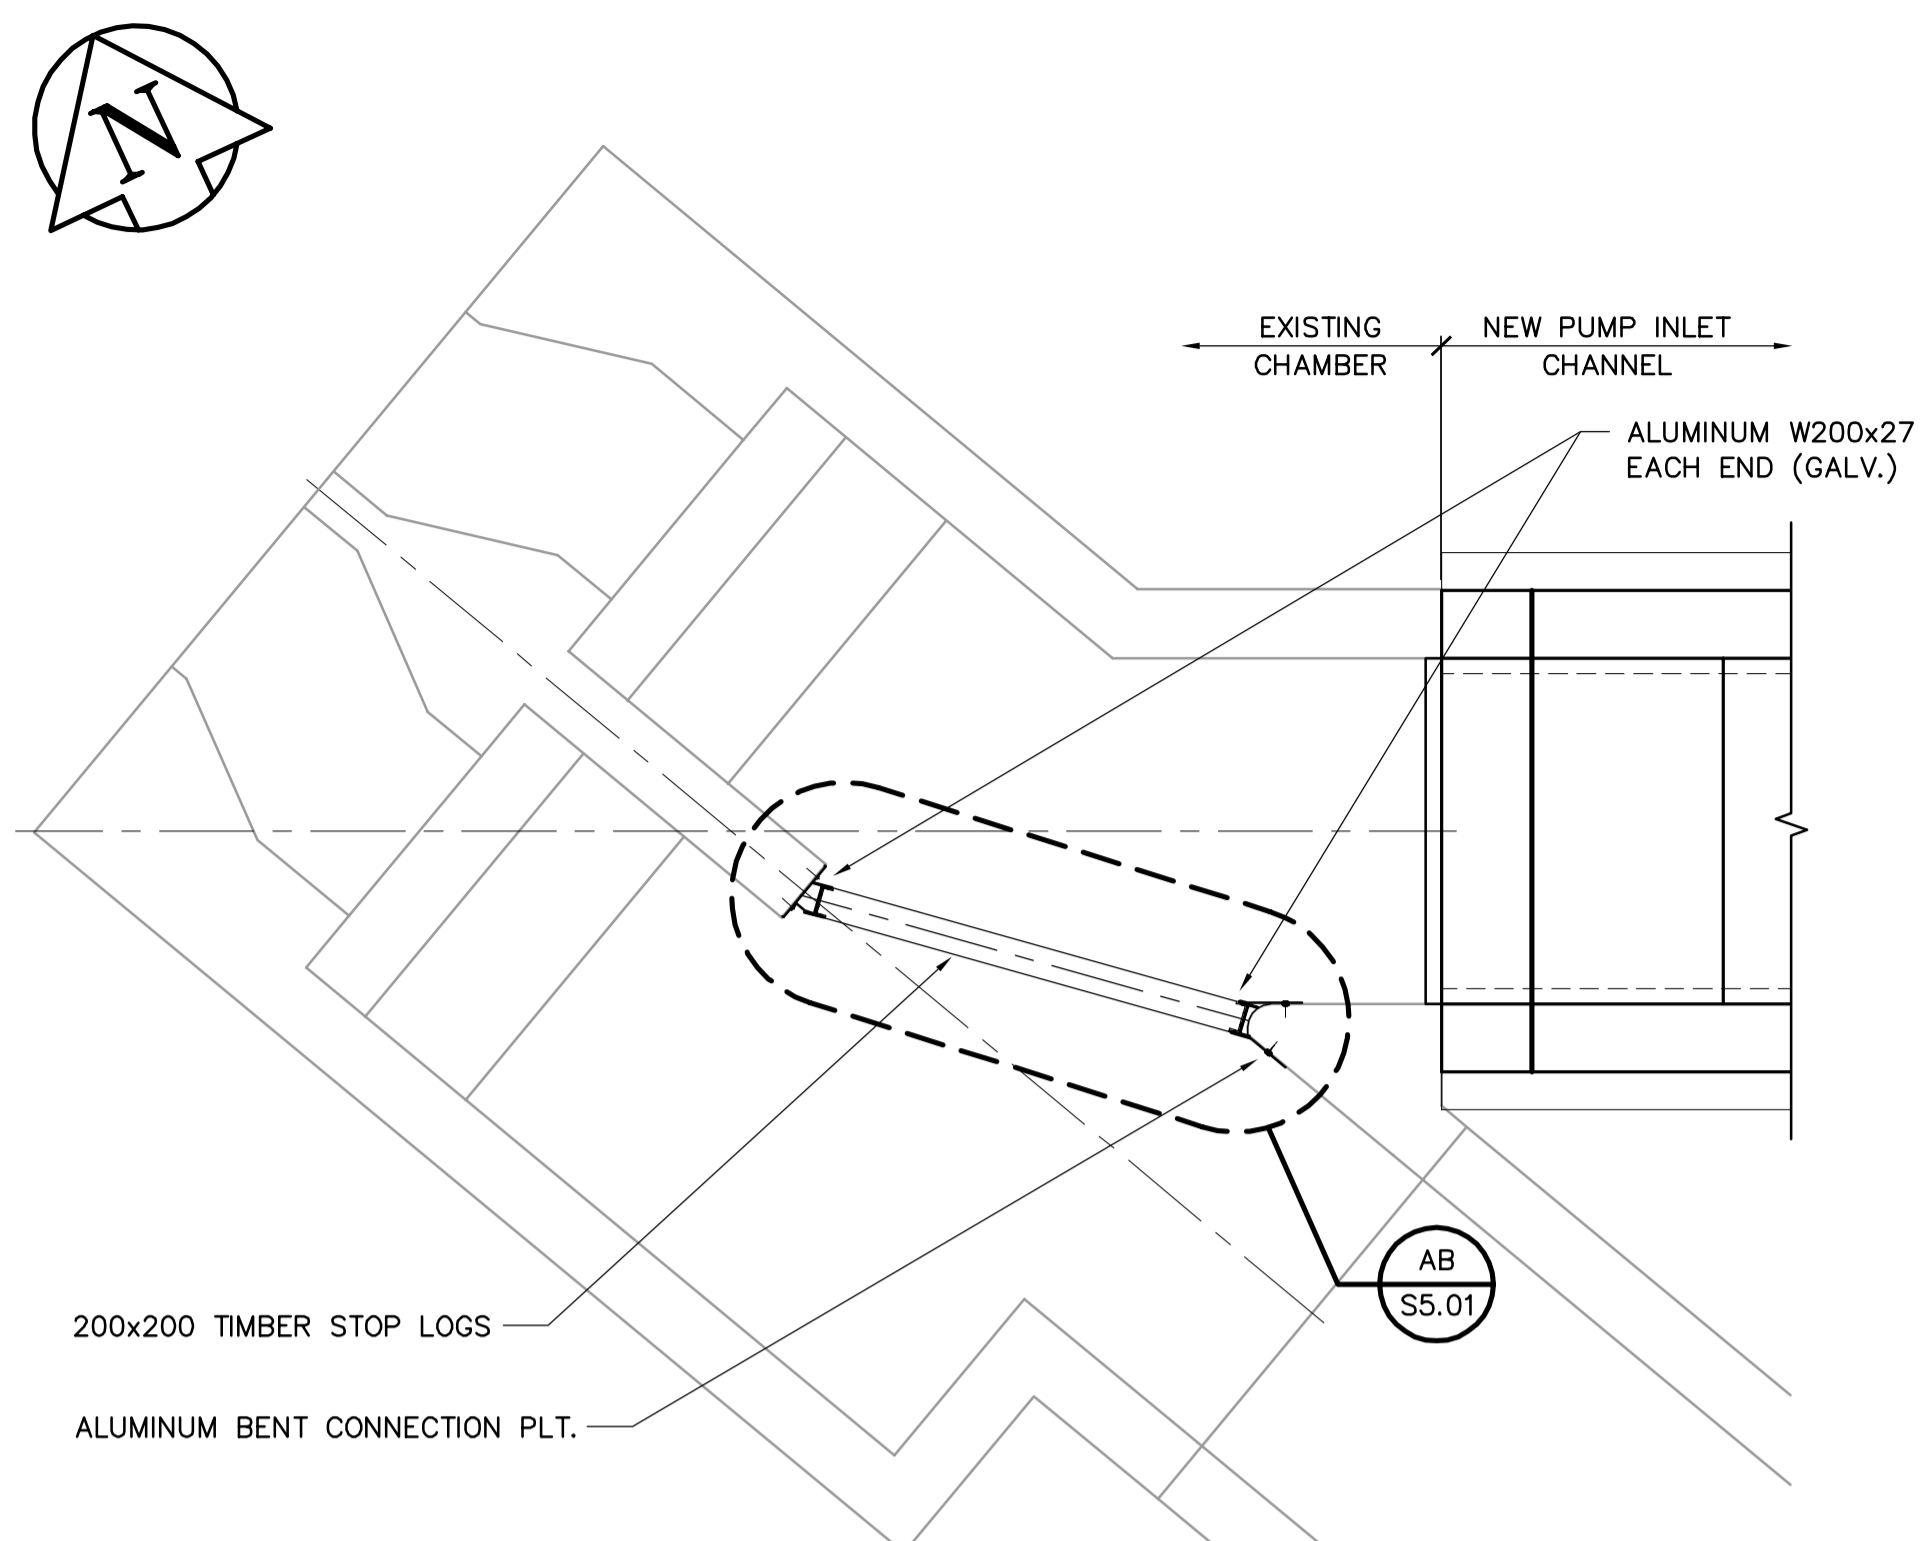 N
EXISTING
CHAMBER
NEW PUMP INLET
CHANNEL
ALUMINUM W200x27
EACH END (GALV.)
200x200 TIMBER STOP LOGS
ALUMINUM BENT CONNECTION PLT.
AB
S5.01